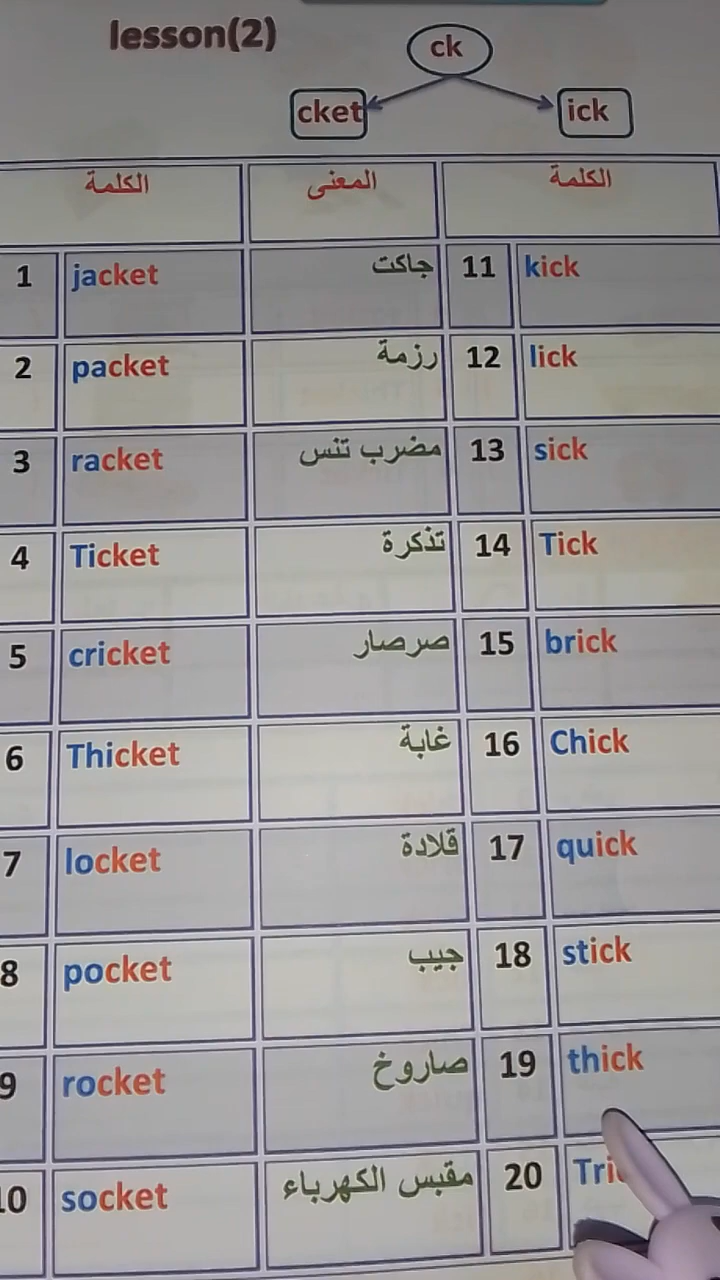 lesson(2)
ck
cket
ick
الكلمة المعنى الكلمة
1 jacket جاكت 11 kick
2 packet رزمة 12 lick
3 racket مضرب تنس 13 sick
4 Ticket تذكرة 14 Tick
5 cricket صرصار 15 brick
6 Thicket غابة 16 Chick
7 locket قلادة 17 quick
8 pocket جيب 18 stick
9 rocket صاروخ 19 thick
10 socket مقبس الكهرباء 20